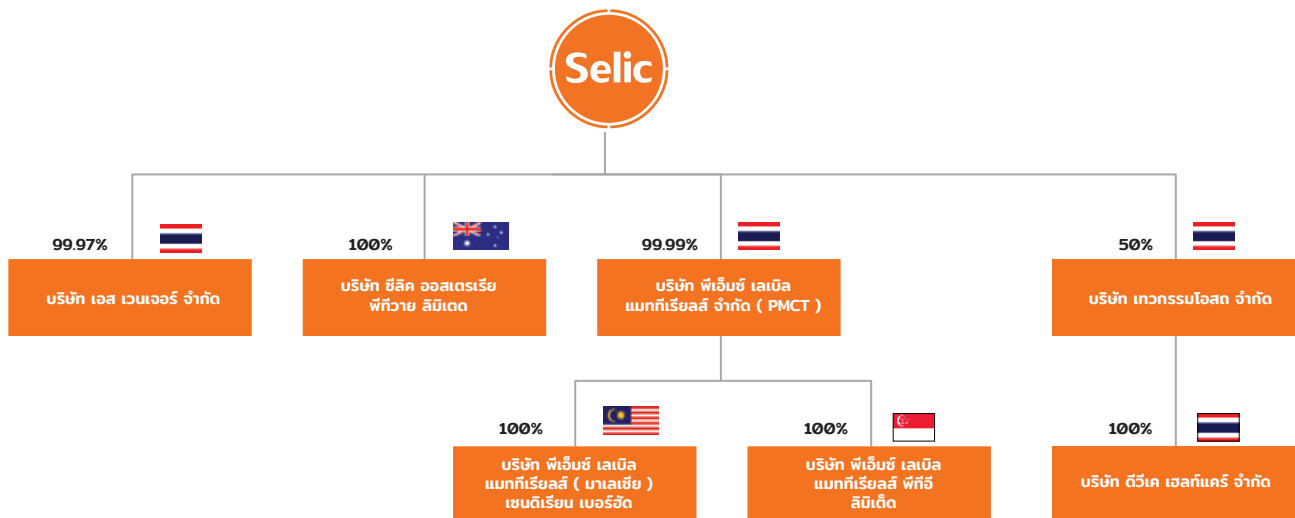 Selic
99.97%
100%
99.99%
50%
บริษัท เอส เวนเจอร์ จำกัด
บริษัท ซีลิค ออสเตรเรีย
พีทีวาย ลิมิเตด
บริษัท พีเอ็มซ์ เลเบิล
แมททีเรียลส์ จำกัด ( PMCT )
บริษัท เทวกรรมโอสถ จำกัด
100%
100%
100%
บริษัท พีเอ็มซ์ เลเบิล
แมททีเรียลส์ ( มาเลเซีย )
เซนดิเรียน เบอร์ฮัด
บริษัท พีเอ็มซ์ เลเบิล
แมททีเรียลส์ พีทีอี
ลิมิเต็ด
บริษัท ดีวีเค เฮลท์แคร์ จำกัด